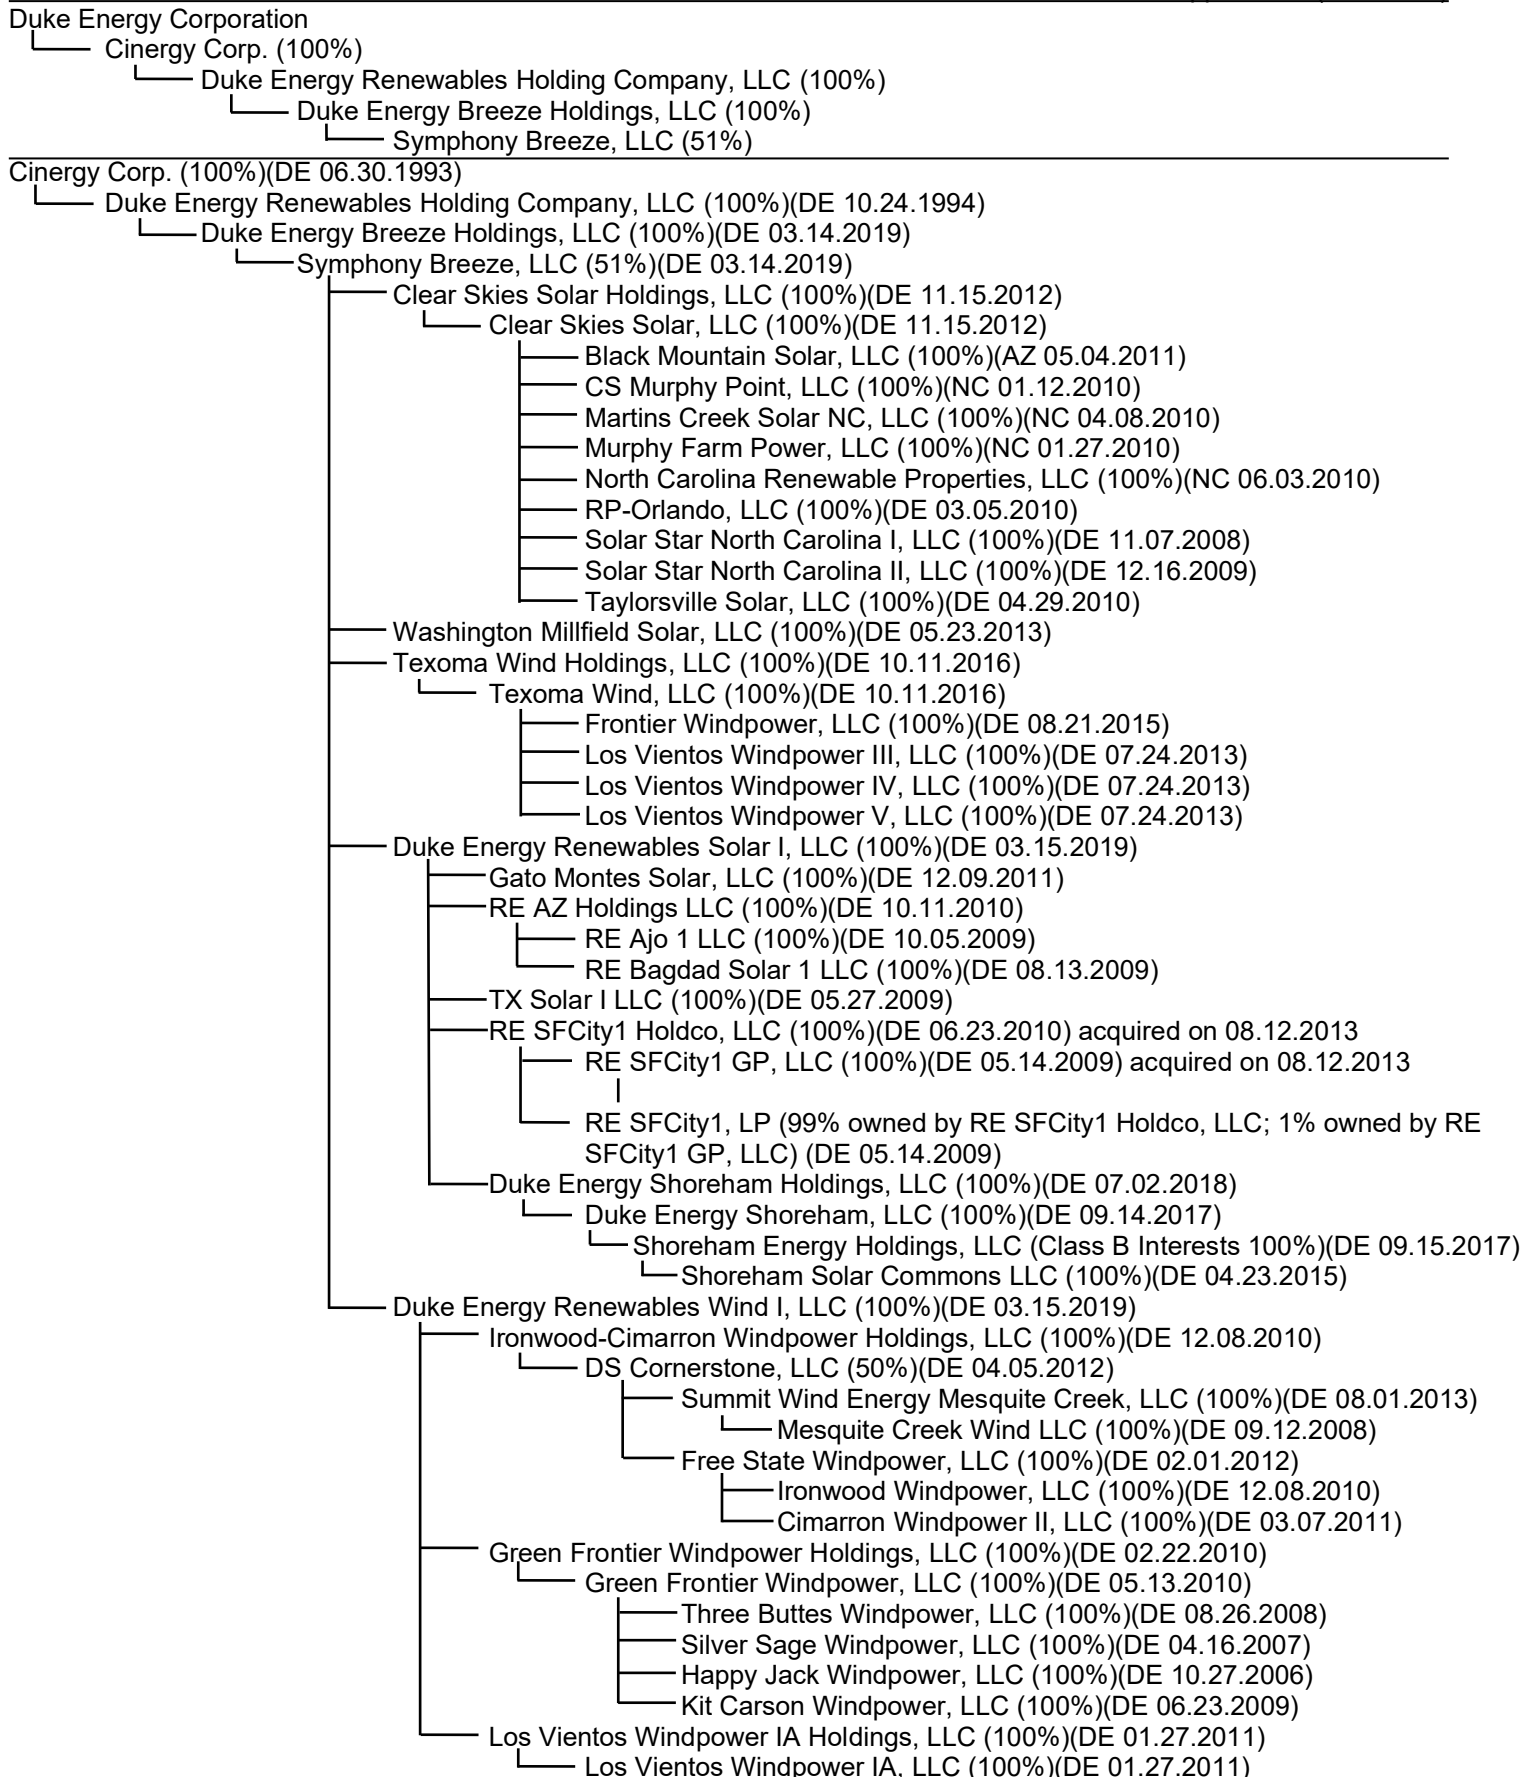 Duke Energy Corporation
Cinergy Corp. (100%)
Duke Energy Renewables Holding Company, LLC (100%)
Duke Energy Breeze Holdings, LLC (100%)
Symphony Breeze, LLC (51%)
Cinergy Corp. (100%)(DE 06.30.1993)
Duke Energy Renewables Holding Company, LLC (100%)(DE 10.24.1994)
Duke Energy Breeze Holdings, LLC (100%)(DE 03.14.2019)
Symphony Breeze, LLC (51%)(DE 03.14.2019)
Clear Skies Solar Holdings, LLC (100%)(DE 11.15.2012)
Clear Skies Solar, LLC (100%)(DE 11.15.2012)
Black Mountain Solar, LLC (100%)(AZ 05.04.2011)
CS Murphy Point, LLC (100%)(NC 01.12.2010)
Martins Creek Solar NC, LLC (100%)(NC 04.08.2010)
Murphy Farm Power, LLC (100%)(NC 01.27.2010)
North Carolina Renewable Properties, LLC (100%)(NC 06.03.2010)
RP-Orlando, LLC (100%)(DE 03.05.2010)
Solar Star North Carolina I, LLC (100%)(DE 11.07.2008)
Solar Star North Carolina II, LLC (100%)(DE 12.16.2009)
Taylorsville Solar, LLC (100%)(DE 04.29.2010)
Washington Millfield Solar, LLC (100%)(DE 05.23.2013)
Texoma Wind Holdings, LLC (100%)(DE 10.11.2016)
Texoma Wind, LLC (100%)(DE 10.11.2016)
Frontier Windpower, LLC (100%)(DE 08.21.2015)
Los Vientos Windpower III, LLC (100%)(DE 07.24.2013)
Los Vientos Windpower IV, LLC (100%)(DE 07.24.2013)
Los Vientos Windpower V, LLC (100%)(DE 07.24.2013)
Duke Energy Renewables Solar I, LLC (100%)(DE 03.15.2019)
Gato Montes Solar, LLC (100%)(DE 12.09.2011)
RE AZ Holdings LLC (100%)(DE 10.11.2010)
RE Ajo 1 LLC (100%)(DE 10.05.2009)
RE Bagdad Solar 1 LLC (100%)(DE 08.13.2009)
TX Solar I LLC (100%)(DE 05.27.2009)
RE SFCity1 Holdco, LLC (100%)(DE 06.23.2010) acquired on 08.12.2013
RE SFCity1 GP, LLC (100%)(DE 05.14.2009) acquired on 08.12.2013
RE SFCity1, LP (99% owned by RE SFCity1 Holdco, LLC; 1% owned by RE
SFCity1 GP, LLC) (DE 05.14.2009)
Duke Energy Shoreham Holdings, LLC (100%)(DE 07.02.2018)
Duke Energy Shoreham, LLC (100%)(DE 09.14.2017)
Shoreham Energy Holdings, LLC (Class B Interests 100%)(DE 09.15.2017)
Shoreham Solar Commons LLC (100%)(DE 04.23.2015)
Duke Energy Renewables Wind I, LLC (100%)(DE 03.15.2019)
Ironwood-Cimarron Windpower Holdings, LLC (100%)(DE 12.08.2010)
DS Cornerstone, LLC (50%)(DE 04.05.2012)
Summit Wind Energy Mesquite Creek, LLC (100%)(DE 08.01.2013)
Mesquite Creek Wind LLC (100%)(DE 09.12.2008)
Free State Windpower, LLC (100%)(DE 02.01.2012)
Ironwood Windpower, LLC (100%)(DE 12.08.2010)
Cimarron Windpower II, LLC (100%)(DE 03.07.2011)
Green Frontier Windpower Holdings, LLC (100%)(DE 02.22.2010)
Green Frontier Windpower, LLC (100%)(DE 05.13.2010)
Three Buttes Windpower, LLC (100%)(DE 08.26.2008)
Silver Sage Windpower, LLC (100%)(DE 04.16.2007)
Happy Jack Windpower, LLC (100%)(DE 10.27.2006)
Kit Carson Windpower, LLC (100%)(DE 06.23.2009)
Los Vientos Windpower IA Holdings, LLC (100%)(DE 01.27.2011)
Los Vientos Windpower IA, LLC (100%)(DE 01.27.2011)